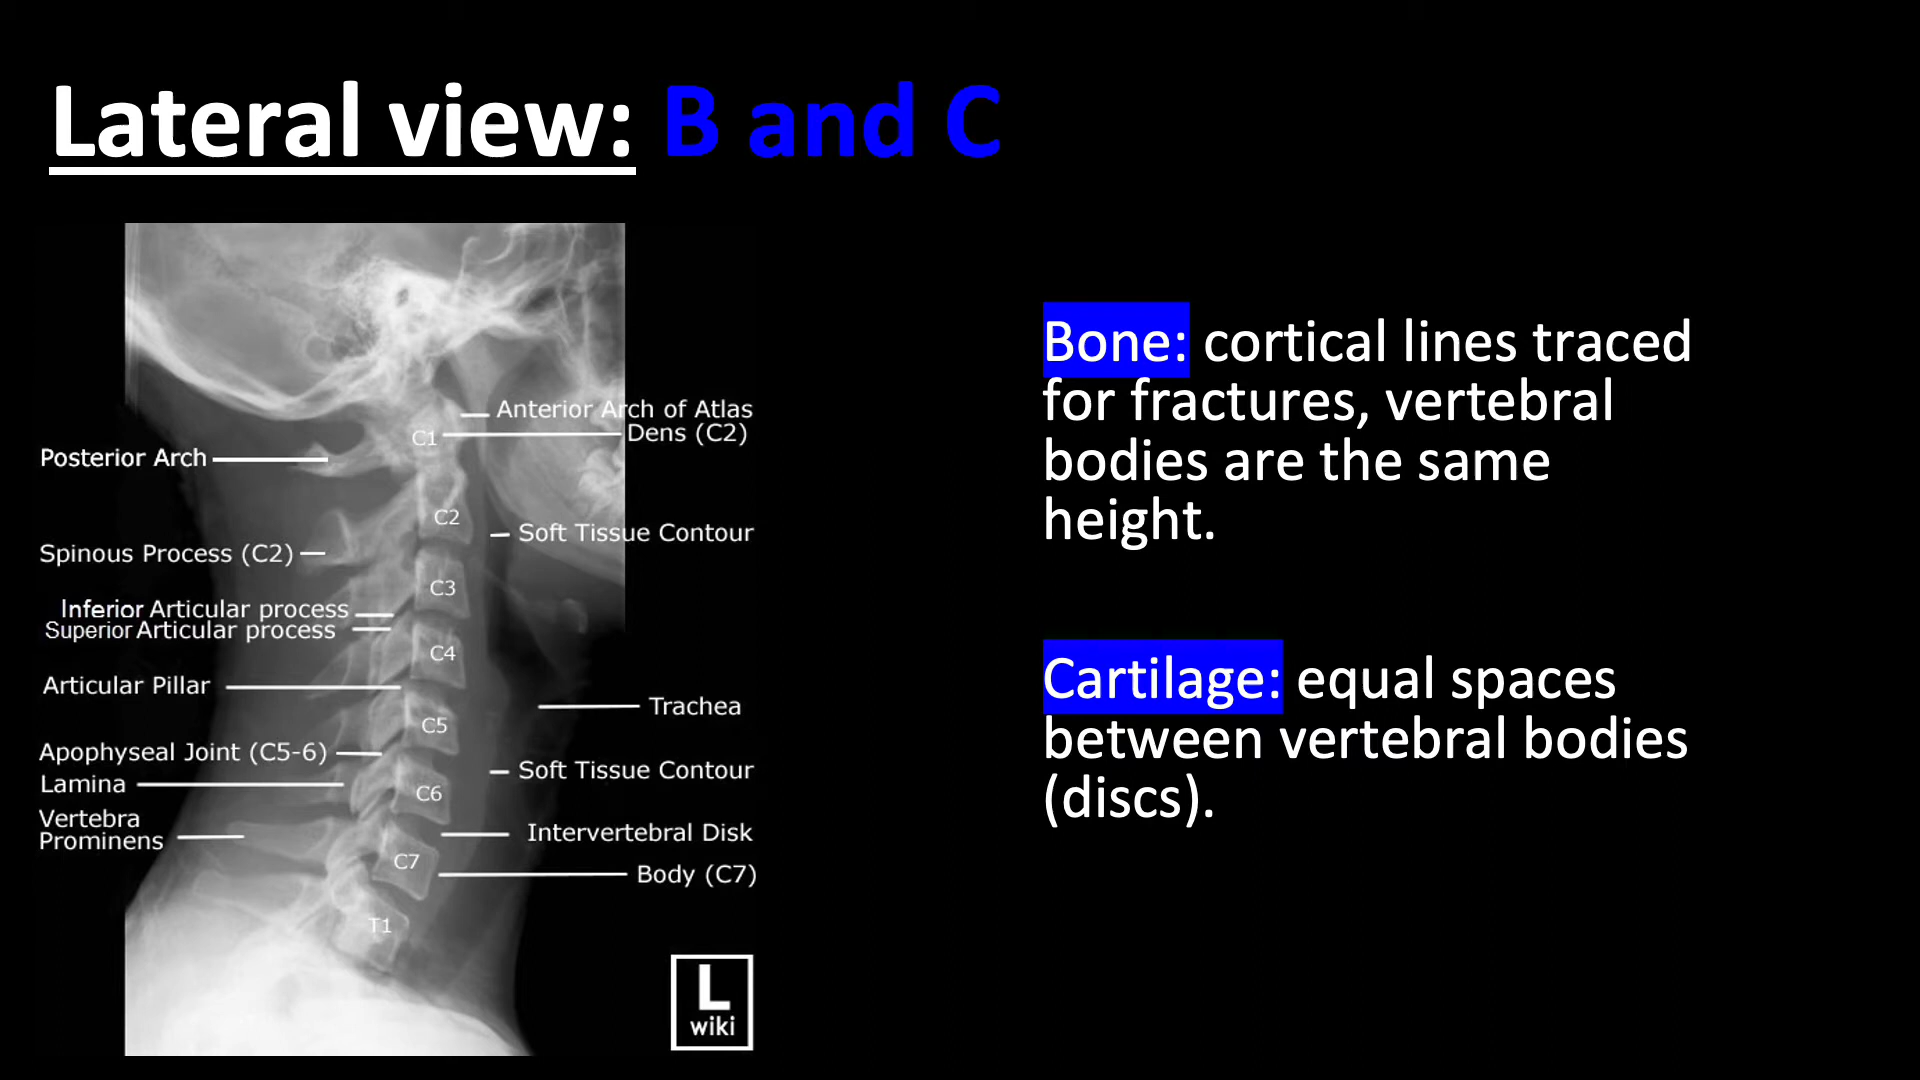 Lateral view: B and C
Anterior Arch of Atlas
C1
Dens (C2)
Posterior Arch
C2
Soft Tissue Contour
Spinous Process (C2)
C3
Inferior Articular process
Superior Articular process
C4
Articular Pillar
Trachea
C5
Apophyseal Joint (C5-6)
Soft Tissue Contour
Lamina
C6
Vertebra
Prominens
Intervertebral Disk
C7
Body (C7)
T1
L
wiki
Bone: cortical lines traced
for fractures, vertebral
bodies are the same
height.
Cartilage: equal spaces
between vertebral bodies
(discs).